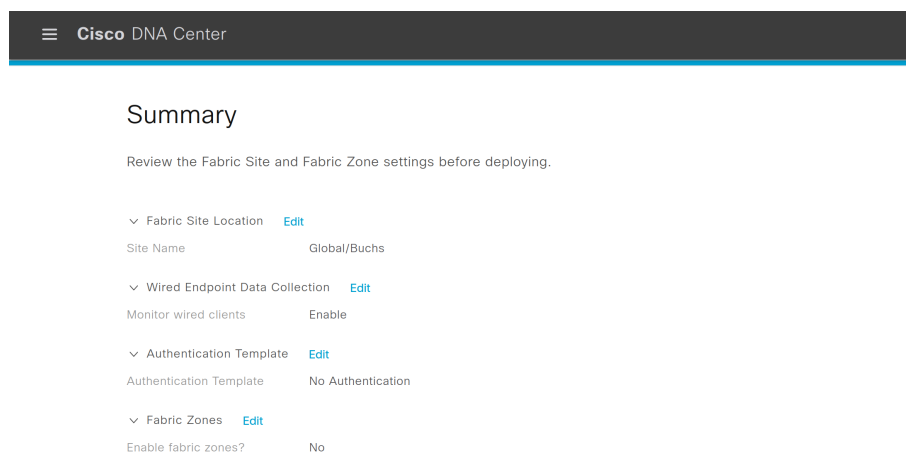 Cisco DNA Center
Summary
Review the Fabric Site and Fabric Zone settings before deploying.
Fabric Site Location Edit
Site Name Global/Buchs
Wired Endpoint Data Collection Edit
Monitor wired clients Enable
Authentication Template Edit
Authentication Template No Authentication
Fabric Zones Edit
Enable fabric zones? No